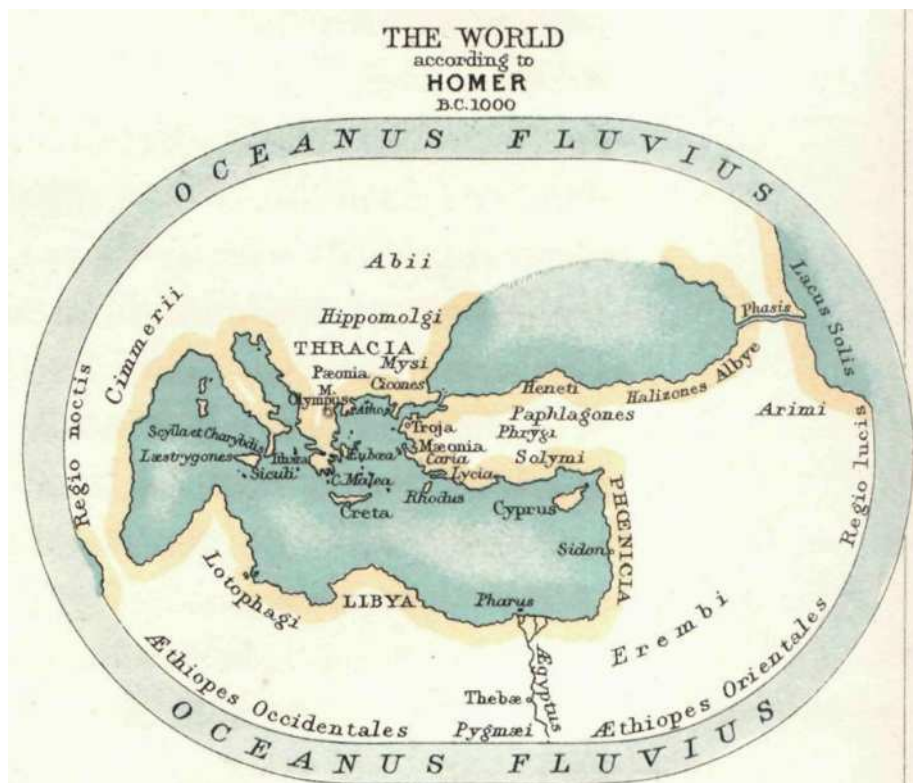 THE WORLD
according to
HOMER
B.C. 1000
OCEANUS FLUVIUS
Abii
Lacus Solis
Cimmerii
Hippomolgi
Phasis
THRACIA
Mysi
Pæonia
Cicones
Heneti
Halizones
Albye
M.
Olympus
Athos
Regio noctis
Troja
Paphlagones
Arimi
Phrygi
Scylla et Charybdis
Ithaca
Eubœa
Mæonia
Læstrygones
Caria
Solymi
Siculi
C. Malea
Lycia
Regio lucis
Rhodus
Creta
Cyprus
PHŒNICIA
Sidon
Lotophagi
LIBYA
Pharus
Erembi
Æthiopes Occidentales
Thebæ
Ægyptus
Pygmæi
Æthiopes Orientales
OCEANUS FLUVIUS